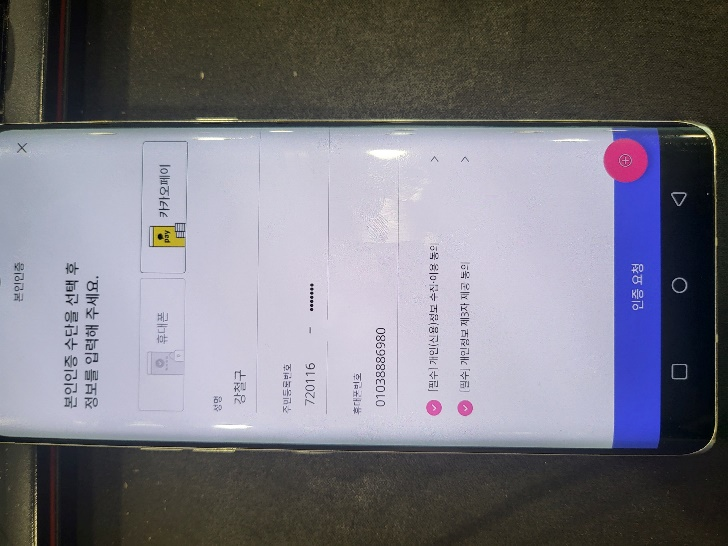 본인인증
본인인증 수단을 선택 후
정보를 입력해 주세요.
휴대폰
pay 카카오페이
성명
강철구
주민등록번호
720116 - •••••••
휴대폰번호
01038886980
[필수] 개인(신용)정보 수집·이용 동의
[필수] 개인정보 제3자 제공 동의
인증 요청